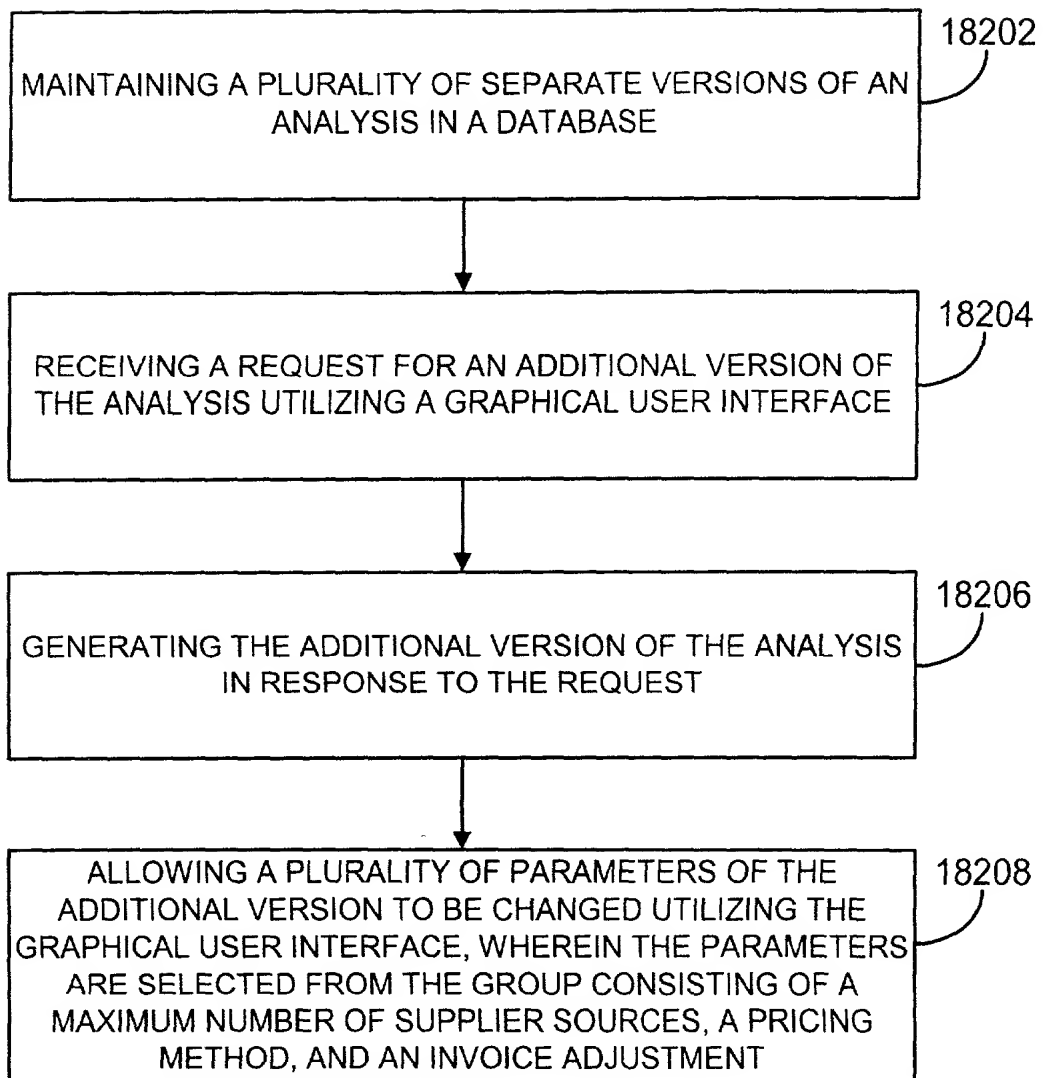 18202
MAINTAINING A PLURALITY OF SEPARATE VERSIONS OF AN
ANALYSIS IN A DATABASE
18204
RECEIVING A REQUEST FOR AN ADDITIONAL VERSION OF
THE ANALYSIS UTILIZING A GRAPHICAL USER INTERFACE
18206
GENERATING THE ADDITIONAL VERSION OF THE ANALYSIS
IN RESPONSE TO THE REQUEST
18208
ALLOWING A PLURALITY OF PARAMETERS OF THE
ADDITIONAL VERSION TO BE CHANGED UTILIZING THE
GRAPHICAL USER INTERFACE, WHEREIN THE PARAMETERS
ARE SELECTED FROM THE GROUP CONSISTING OF A
MAXIMUM NUMBER OF SUPPLIER SOURCES, A PRICING
METHOD, AND AN INVOICE ADJUSTMENT